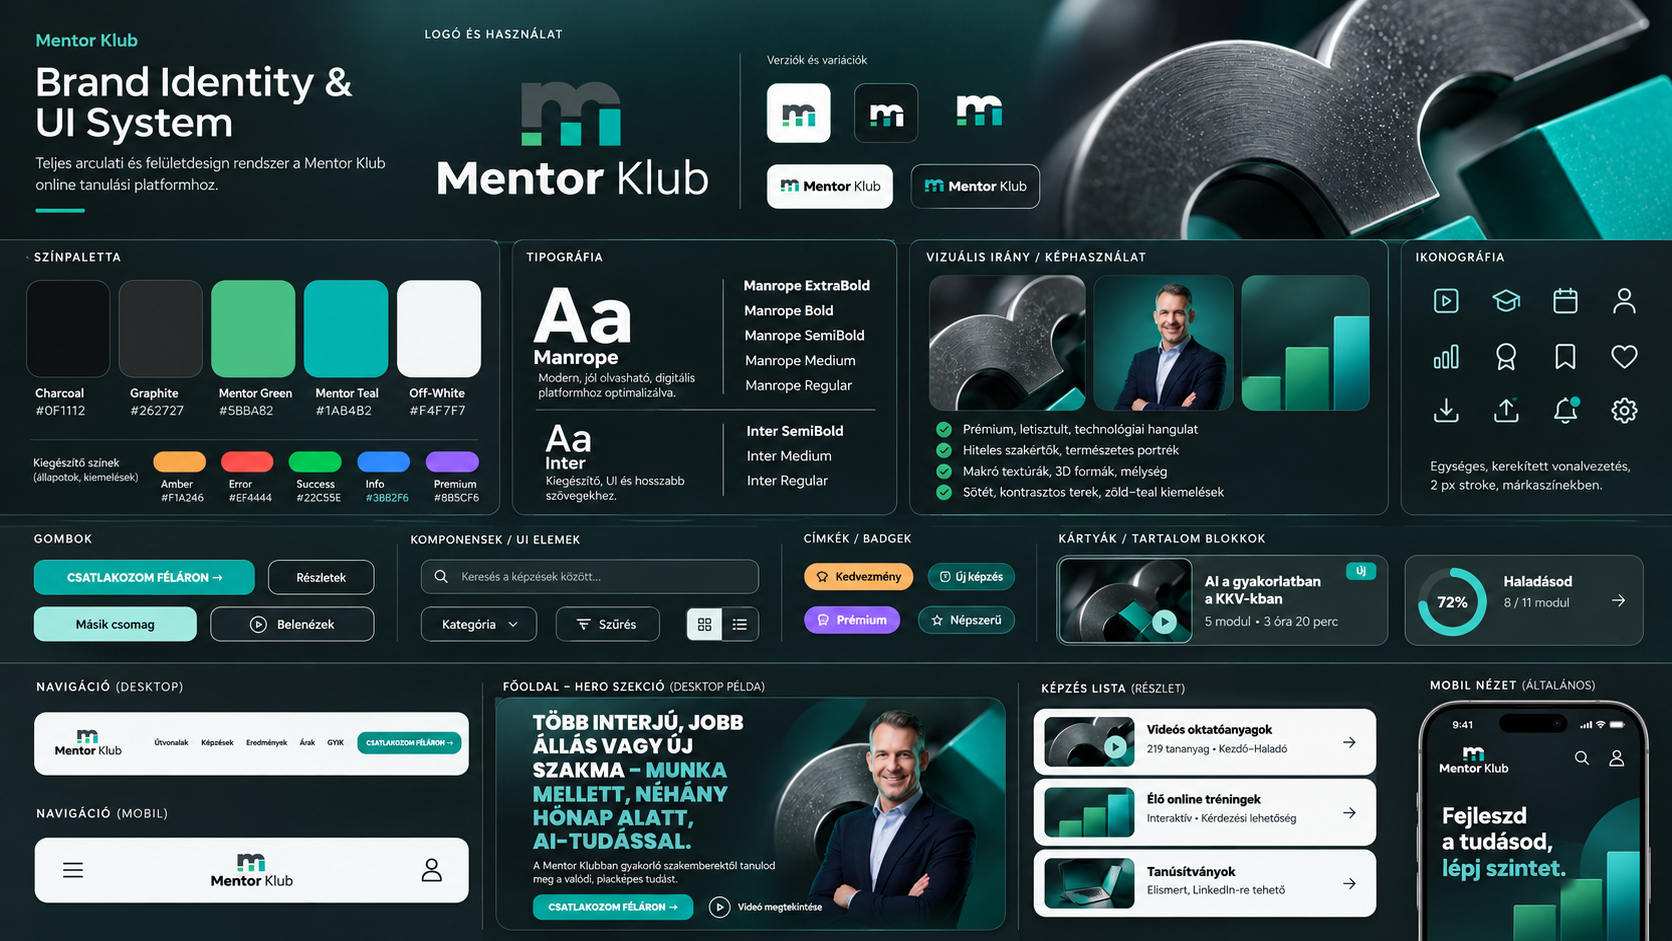 Mentor Klub
Brand Identity &
UI System
Teljes arculati és felületdesign rendszer a Mentor Klub
online tanulási platformhoz.
LOGÓ ÉS HASZNÁLAT
Mentor Klub
Verziók és variációk
Mentor Klub
Mentor Klub
SZÍNPALETTA
Charcoal
#0F1112
Graphite
#262727
Mentor Green
#5BBA82
Mentor Teal
#1AB4B2
Off-White
#F4F7F7
Kiegészítő színek
(állapotok, kiemelések)
Amber
#F1A246
Error
#EF4444
Success
#22C55E
Info
#3BB2F6
Premium
#8B5CF6
TIPOGRÁFIA
Aa
Manrope
Modern, jól olvasható, digitális
platformhoz optimalizálva.
Manrope ExtraBold
Manrope Bold
Manrope SemiBold
Manrope Medium
Manrope Regular
Aa
Inter
Kiegészítő, UI és hosszabb
szövegekhez.
Inter SemiBold
Inter Medium
Inter Regular
VIZUÁLIS IRÁNY / KÉPHASZNÁLAT
Prémium, letisztult, technológiai hangulat
Hiteles szakértők, természetes portrék
Makró textúrák, 3D formák, mélység
Sötét, kontrasztos terek, zöld-teal kiemelések
IKONOGRÁFIA
Egységes, kerekített vonalvezetés,
2 px stroke, márkaszínekben.
GOMBOK
CSATLAKOZOM FÉLÁRON →
Részletek
Másik csomag
Belenézek
KOMPONENSEK / UI ELEMEK
Keresés a képzések között...
Kategória
Szűrés
CÍMKÉK / BADGEK
Kedvezmény
Új képzés
Prémium
Népszerű
KÁRTYÁK / TARTALOM BLOKKOK
AI a gyakorlatban
a KKV-kban
Új
5 modul • 3 óra 20 perc
72%
Haladásod
8 / 11 modul
NAVIGÁCIÓ (DESKTOP)
Mentor Klub
Útvonalak
Képzések
Eredmények
Árak
GYIK
CSATLAKOZOM FÉLÁRON →
NAVIGÁCIÓ (MOBIL)
Mentor Klub
FŐOLDAL – HERO SZEKCIÓ (DESKTOP PÉLDA)
TÖBB INTERJÚ, JOBB
ÁLLÁS VAGY ÚJ
SZAKMA – MUNKA
MELLETT, NÉHÁNY
HÓNAP ALATT,
AI-TUDÁSSAL.
A Mentor Klubban gyakorló szakemberektől tanulod
meg a valódi, piacképes tudást.
CSATLAKOZOM FÉLÁRON →
Videó megtekintése
KÉPZÉS LISTA (RÉSZLET)
Videós oktatóanyagok
219 tananyag • Kezdő-Haladó
Élő online tréningek
Interaktív • Kérdezési lehetőség
Tanúsítványok
Elismert, LinkedIn-re tehető
MOBIL NÉZET (ÁLTALÁNOS)
9:41
Mentor Klub
Fejleszd
a tudásod,
lépj szintet.